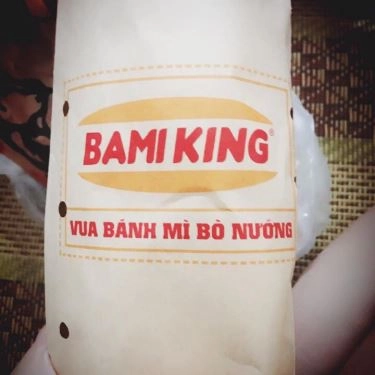 BAMI KING®
VUA BÁNH MÌ BÒ NƯỚNG